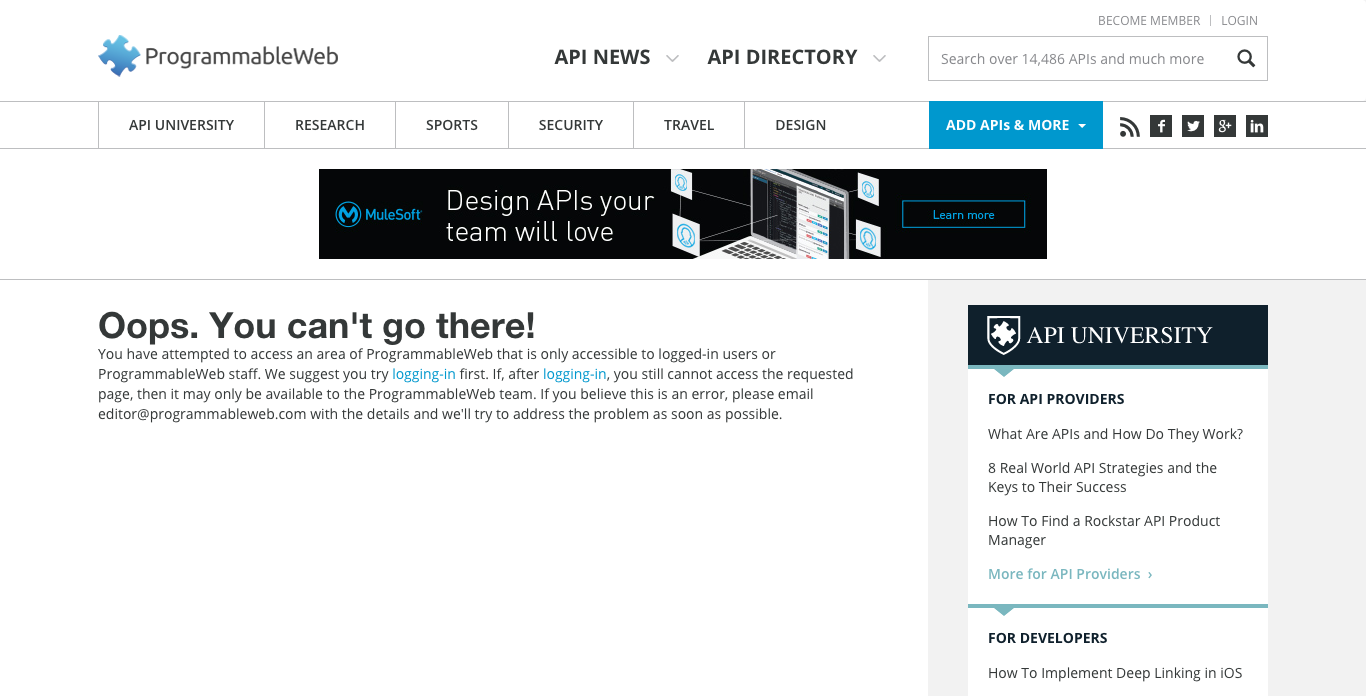 BECOME MEMBER | LOGIN
ProgrammableWeb
API NEWS API DIRECTORY
Search over 14,486 APIs and much more
API UNIVERSITY RESEARCH SPORTS SECURITY TRAVEL DESIGN ADD APIs & MORE
MuleSoft
Design APIs your
team will love
Learn more
Oops. You can't go there!
You have attempted to access an area of ProgrammableWeb that is only accessible to logged-in users or
ProgrammableWeb staff. We suggest you try logging-in first. If, after logging-in, you still cannot access the requested
page, then it may only be available to the ProgrammableWeb team. If you believe this is an error, please email
editor@programmableweb.com with the details and we'll try to address the problem as soon as possible.
API UNIVERSITY
FOR API PROVIDERS
What Are APIs and How Do They Work?
8 Real World API Strategies and the
Keys to Their Success
How To Find a Rockstar API Product
Manager
More for API Providers ›
FOR DEVELOPERS
How To Implement Deep Linking in iOS